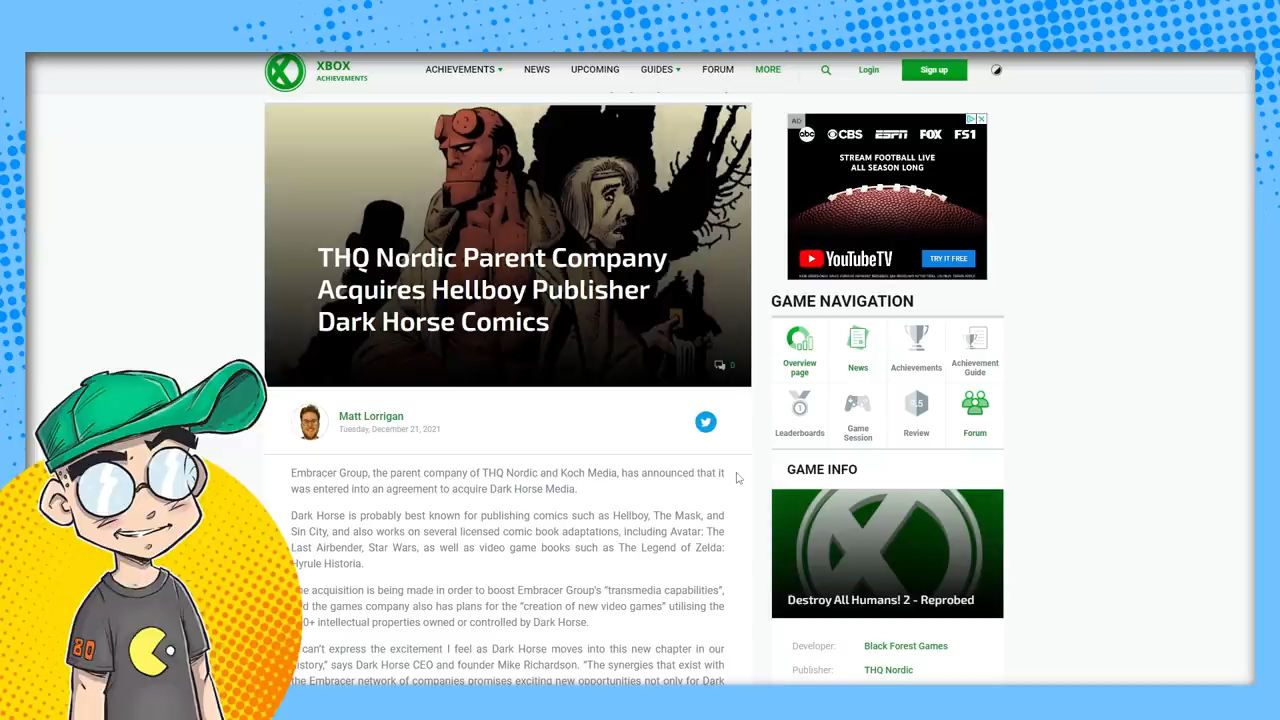 XBOX
ACHIEVEMENTS
ACHIEVEMENTS NEWS UPCOMING GUIDES FORUM MORE Login Sign up
THQ Nordic Parent Company
Acquires Hellboy Publisher
Dark Horse Comics
0
Matt Lorrigan
Tuesday, December 21, 2021
Embracer Group, the parent company of THQ Nordic and Koch Media, has announced that it
was entered into an agreement to acquire Dark Horse Media.
Dark Horse is probably best known for publishing comics such as Hellboy, The Mask, and
Sin City, and also works on several licensed comic book adaptations, including Avatar: The
Last Airbender, Star Wars, as well as video game books such as The Legend of Zelda:
Hyrule Historia.
acquisition is being made in order to boost Embracer Group's "transmedia capabilities",
the games company also has plans for the "creation of new video games" utilising the
0+ intellectual properties owned or controlled by Dark Horse.
can't express the excitement I feel as Dark Horse moves into this new chapter in our
history," says Dark Horse CEO and founder Mike Richardson. "The synergies that exist with
the Embracer network of companies promises exciting new opportunities not only for Dark
AD
abc CBS ESPN FOX FS1
STREAM FOOTBALL LIVE
ALL SEASON LONG
YouTubeTV TRY IT FREE
GAME NAVIGATION
Overview page
News
Achievements
Achievement Guide
Leaderboards
Game Session
Review
Forum
GAME INFO
Destroy All Humans! 2 - Reprobed
Developer: Black Forest Games
Publisher: THQ Nordic
80